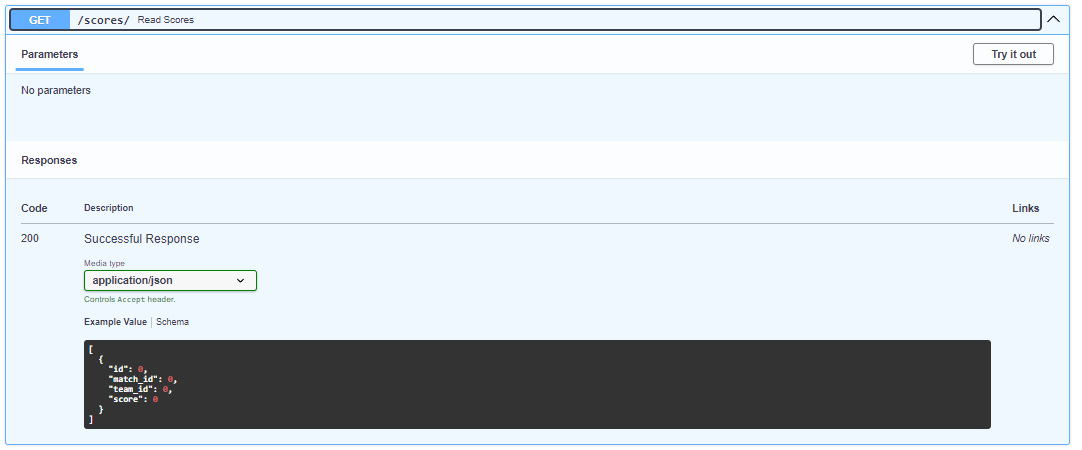 GET /scores/ Read Scores
Parameters
Try it out
No parameters
Responses
Code Description Links
200 Successful Response No links
Media type
application/json
Controls Accept header.
Example Value | Schema
[
  {
    "id": 0,
    "match_id": 0,
    "team_id": 0,
    "score": 0
  }
]